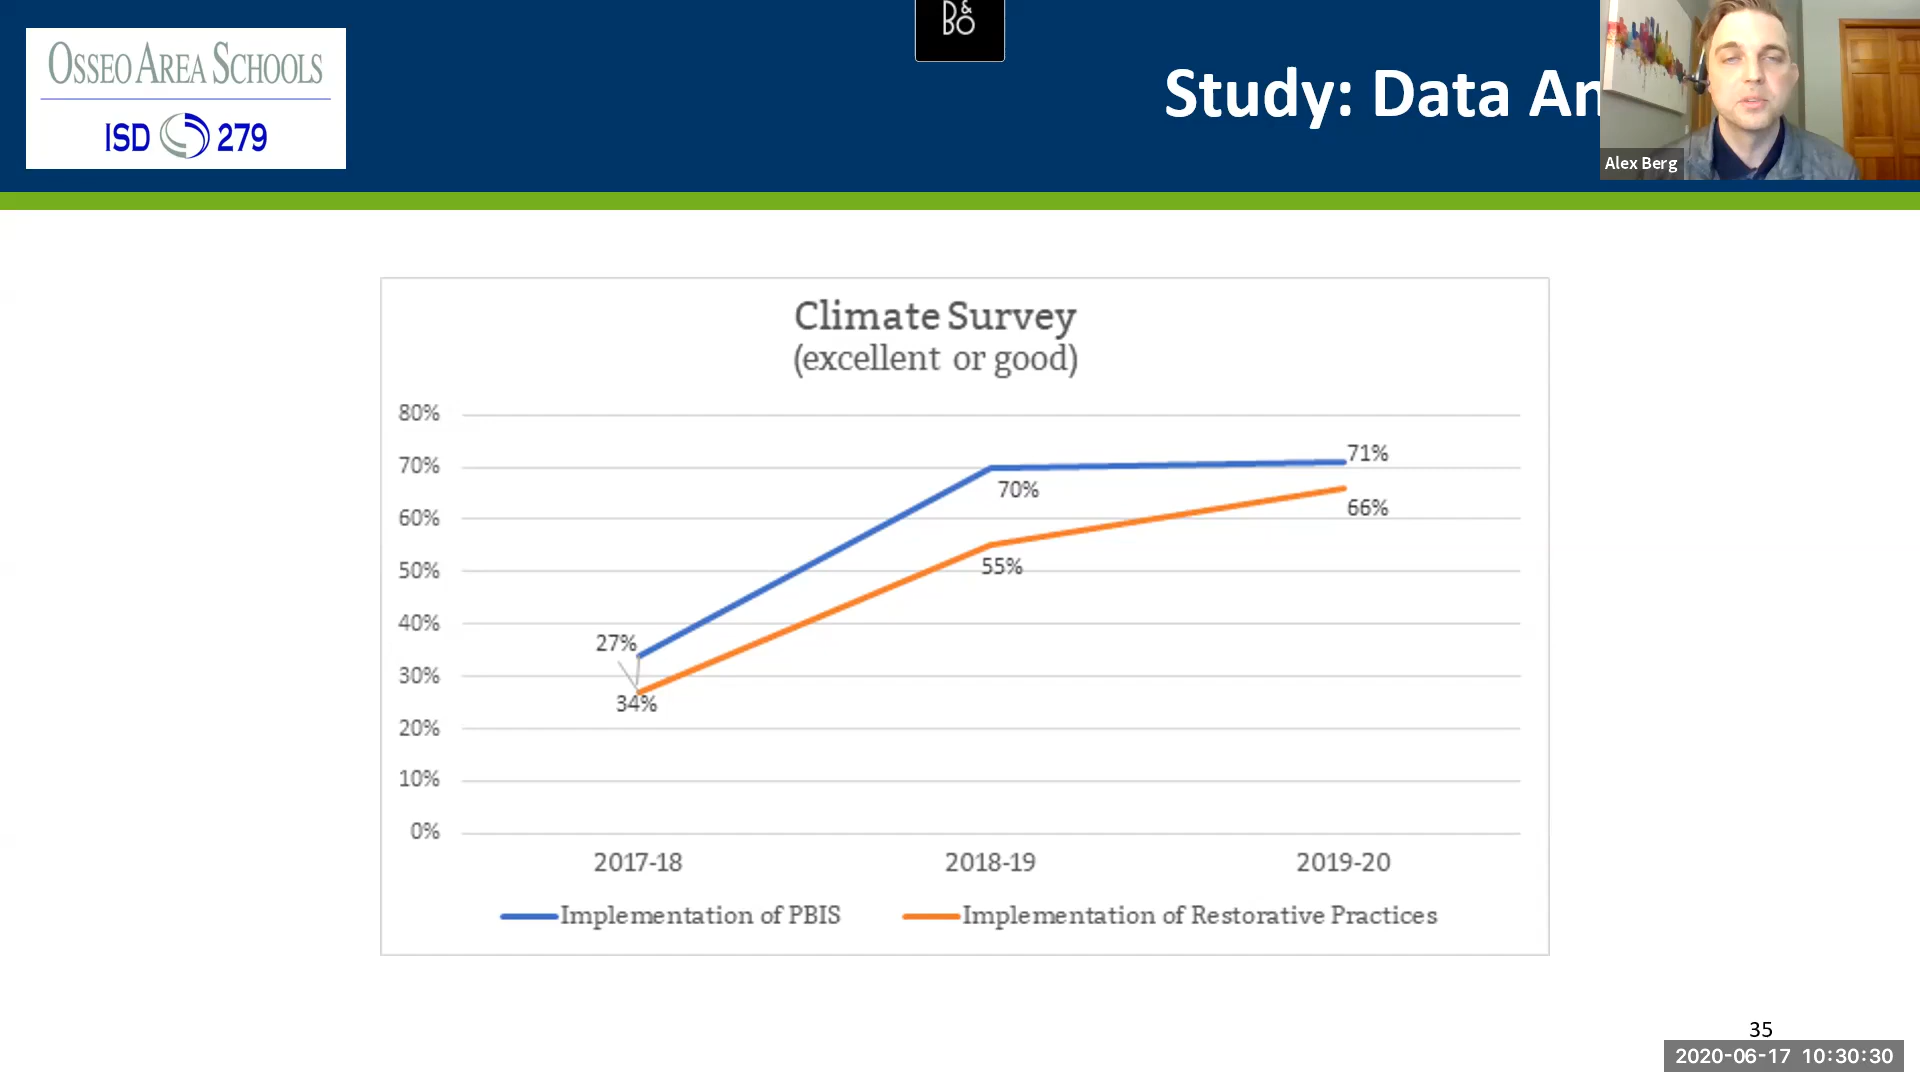 B&O
OSSEO AREA SCHOOLS
ISD 279
Study: Data An
Alex Berg
Climate Survey
(excellent or good)
80%
70%
60%
50%
40%
30%
20%
10%
0%
71%
70%
66%
55%
27%
34%
2017-18 2018-19 2019-20
Implementation of PBIS Implementation of Restorative Practices
35
2020-06-17 10:30:30